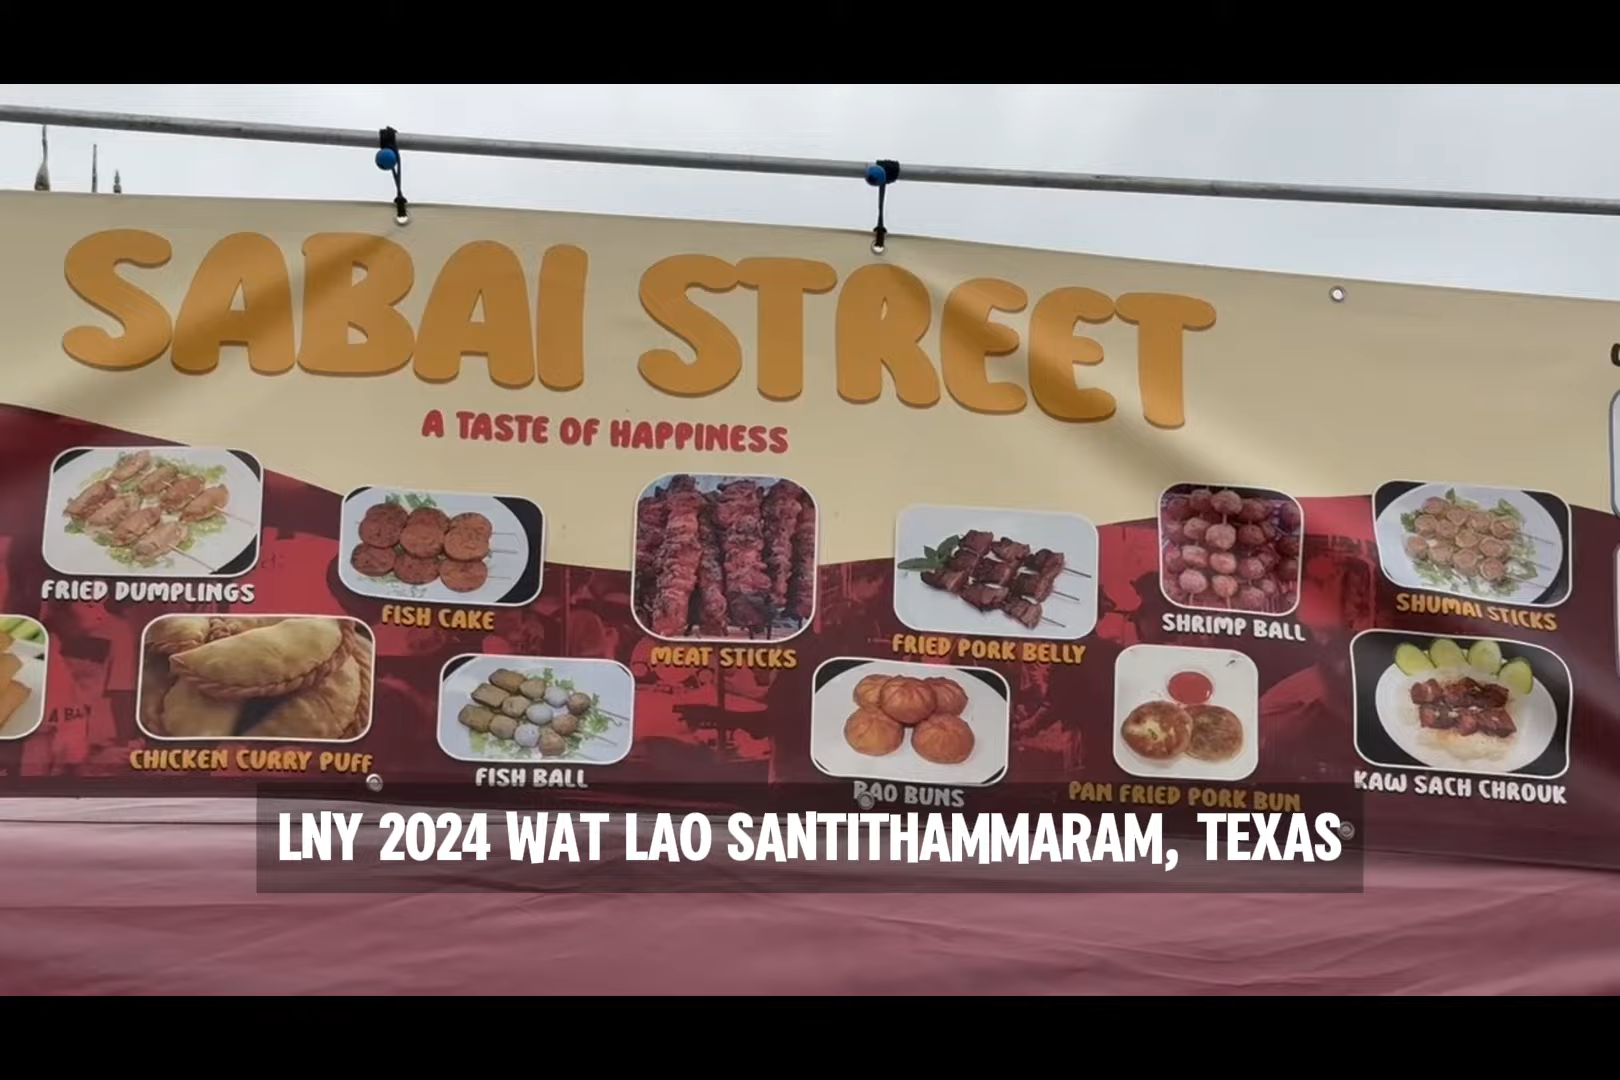 SABAI STREET
A TASTE OF HAPPINESS
FRIED DUMPLINGS
FISH CAKE
MEAT STICKS
FRIED PORK BELLY
SHRIMP BALL
SHUMAI STICKS
CHICKEN CURRY PUFF
FISH BALL
BAO BUNS
PAN FRIED PORK BUN
KAW SACH CHROUK
LNY 2024 WAT LAO SANTITHAMMARAM, TEXAS